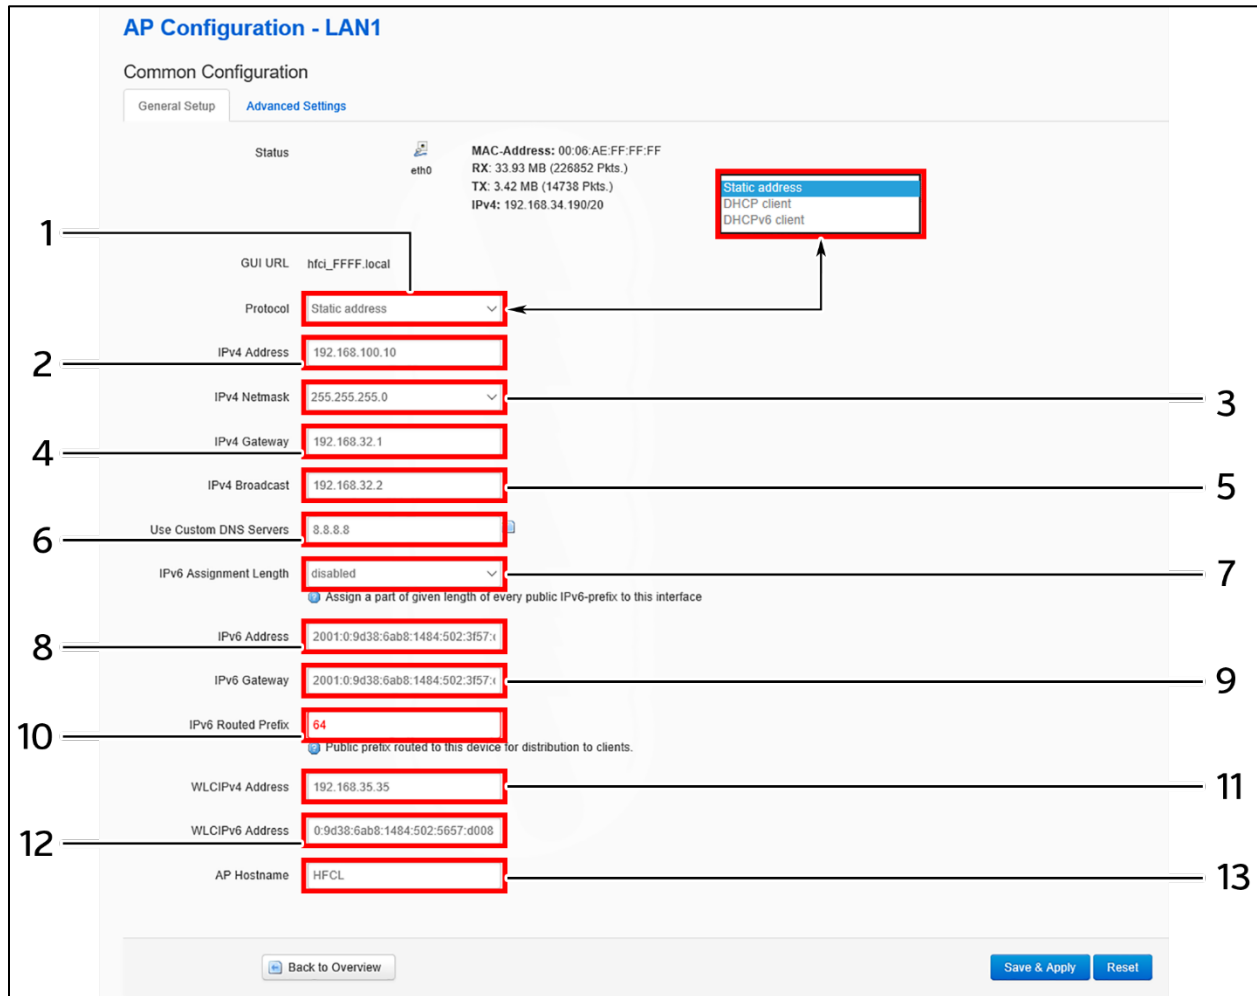 AP Configuration - LAN1
Common Configuration
General Setup
Advanced Settings
Status
eth0
MAC-Address: 00:06:AE:FF:FF:FF
RX: 33.93 MB (226852 Pkts.)
TX: 3.42 MB (14738 Pkts.)
IPv4: 192.168.34.190/20
Static address
DHCP client
DHCPv6 client
1
GUI URL hfci_FFFF.local
Protocol Static address
2
IPv4 Address 192.168.100.10
IPv4 Netmask 255.255.255.0
3
4
IPv4 Gateway 192.168.32.1
IPv4 Broadcast 192.168.32.2
5
6
Use Custom DNS Servers 8.8.8.8
IPv6 Assignment Length disabled
7
Assign a part of given length of every public IPv6-prefix to this interface
8
IPv6 Address 2001:0:9d38:6ab8:1484:502:3f57:
IPv6 Gateway 2001:0:9d38:6ab8:1484:502:3f57:
9
10
IPv6 Routed Prefix 64
Public prefix routed to this device for distribution to clients.
WLCIPv4 Address 192.168.35.35
11
12
WLCIPv6 Address 0:9d38:6ab8:1484:502:5657:d008
AP Hostname HFCL
13
Back to Overview
Save & Apply
Reset